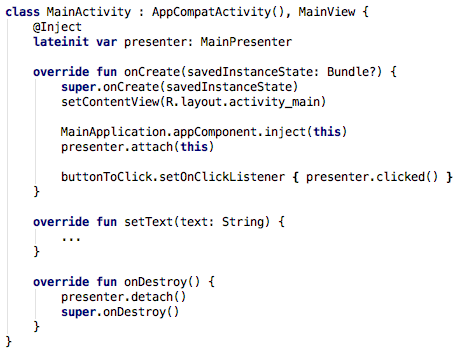 class MainActivity : AppCompatActivity(), MainView {
    @Inject
    lateinit var presenter: MainPresenter

    override fun onCreate(savedInstanceState: Bundle?) {
        super.onCreate(savedInstanceState)
        setContentView(R.layout.activity_main)

        MainApplication.appComponent.inject(this)
        presenter.attach(this)

        buttonToClick.setOnClickListener { presenter.clicked() }
    }

    override fun setText(text: String) {
        ...
    }

    override fun onDestroy() {
        presenter.detach()
        super.onDestroy()
    }
}